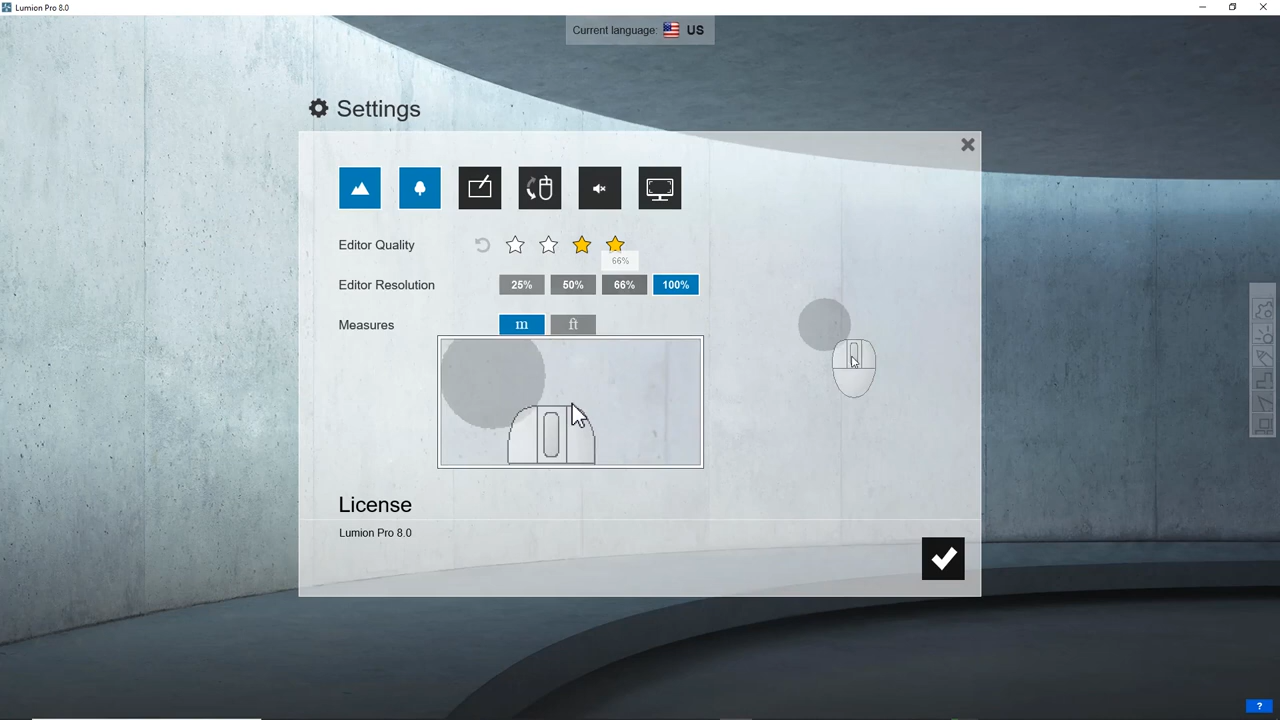 Lumion Pro 8.0
Current language: US
Settings
Editor Quality
66%
Editor Resolution 25% 50% 66% 100%
Measures m ft
License
Lumion Pro 8.0
?